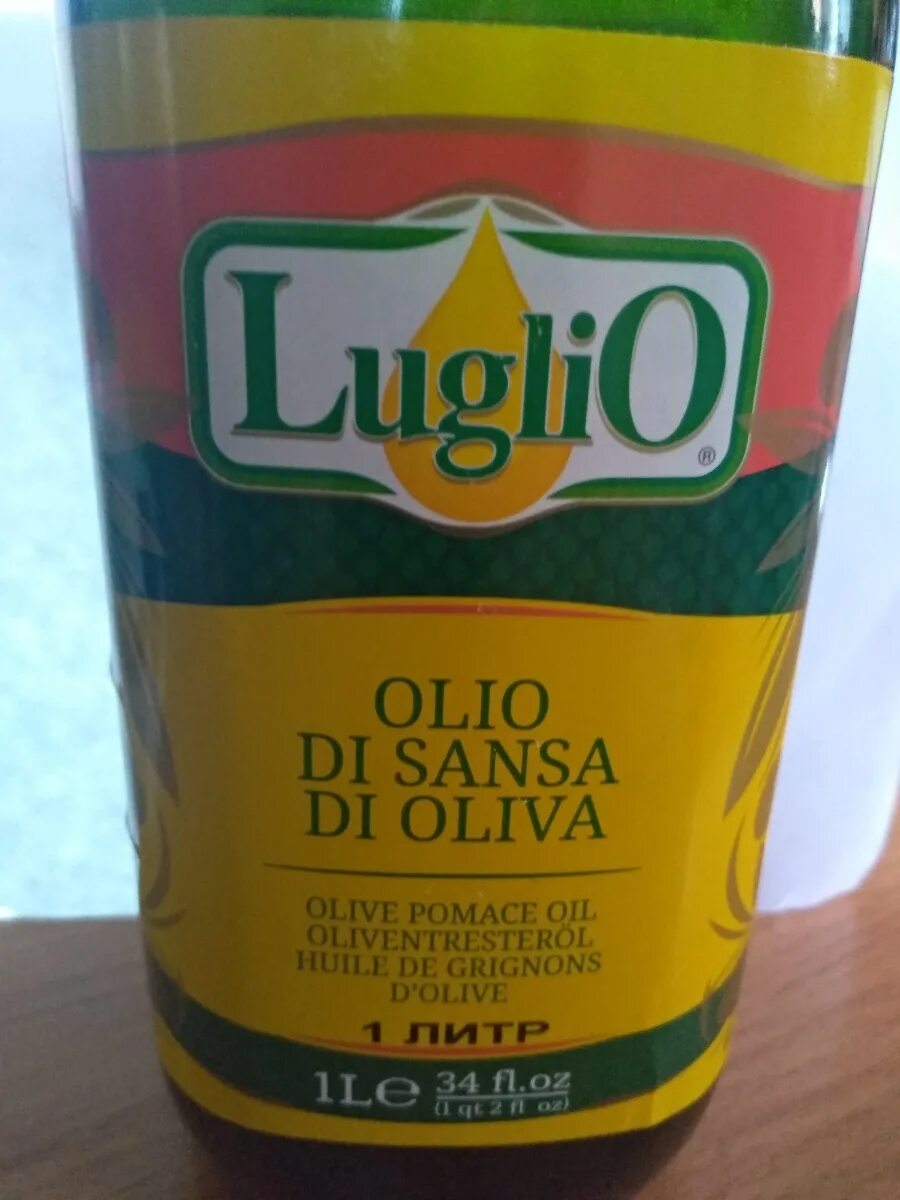 LugliO
®
OLIO
DI SANSA
DI OLIVA
OLIVE POMACE OIL
OLIVENTRESTERÖL
HUILE DE GRIGNONS
D'OLIVE
1 ЛИТР
1L℮ 34 fl.oz
(1 qt 2 fl oz)